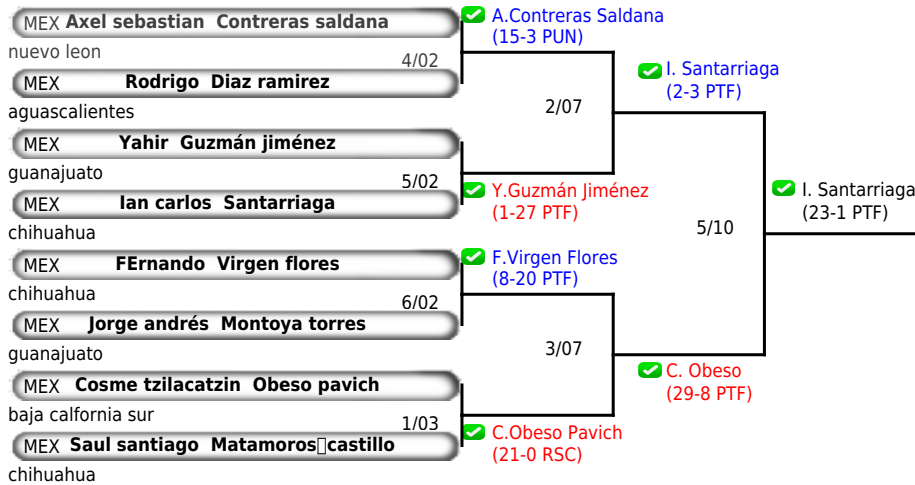 MEX Axel sebastian Contreras saldana
nuevo leon
4/02
MEX Rodrigo Diaz ramirez
aguascalientes
MEX Yahir Guzmán jiménez
guanajuato
5/02
MEX Ian carlos Santarriaga
chihuahua
MEX FErnando Virgen flores
chihuahua
6/02
MEX Jorge andrés Montoya torres
guanajuato
MEX Cosme tzilacatzin Obeso pavich
baja calfornia sur
1/03
MEX Saul santiago Matamoros castillo
chihuahua
A.Contreras Saldana
(15-3 PUN)
2/07
Y.Guzmán Jiménez
(1-27 PTF)
F.Virgen Flores
(8-20 PTF)
3/07
C.Obeso Pavich
(21-0 RSC)
I. Santarriaga
(2-3 PTF)
5/10
C. Obeso
(29-8 PTF)
I. Santarriaga
(23-1 PTF)